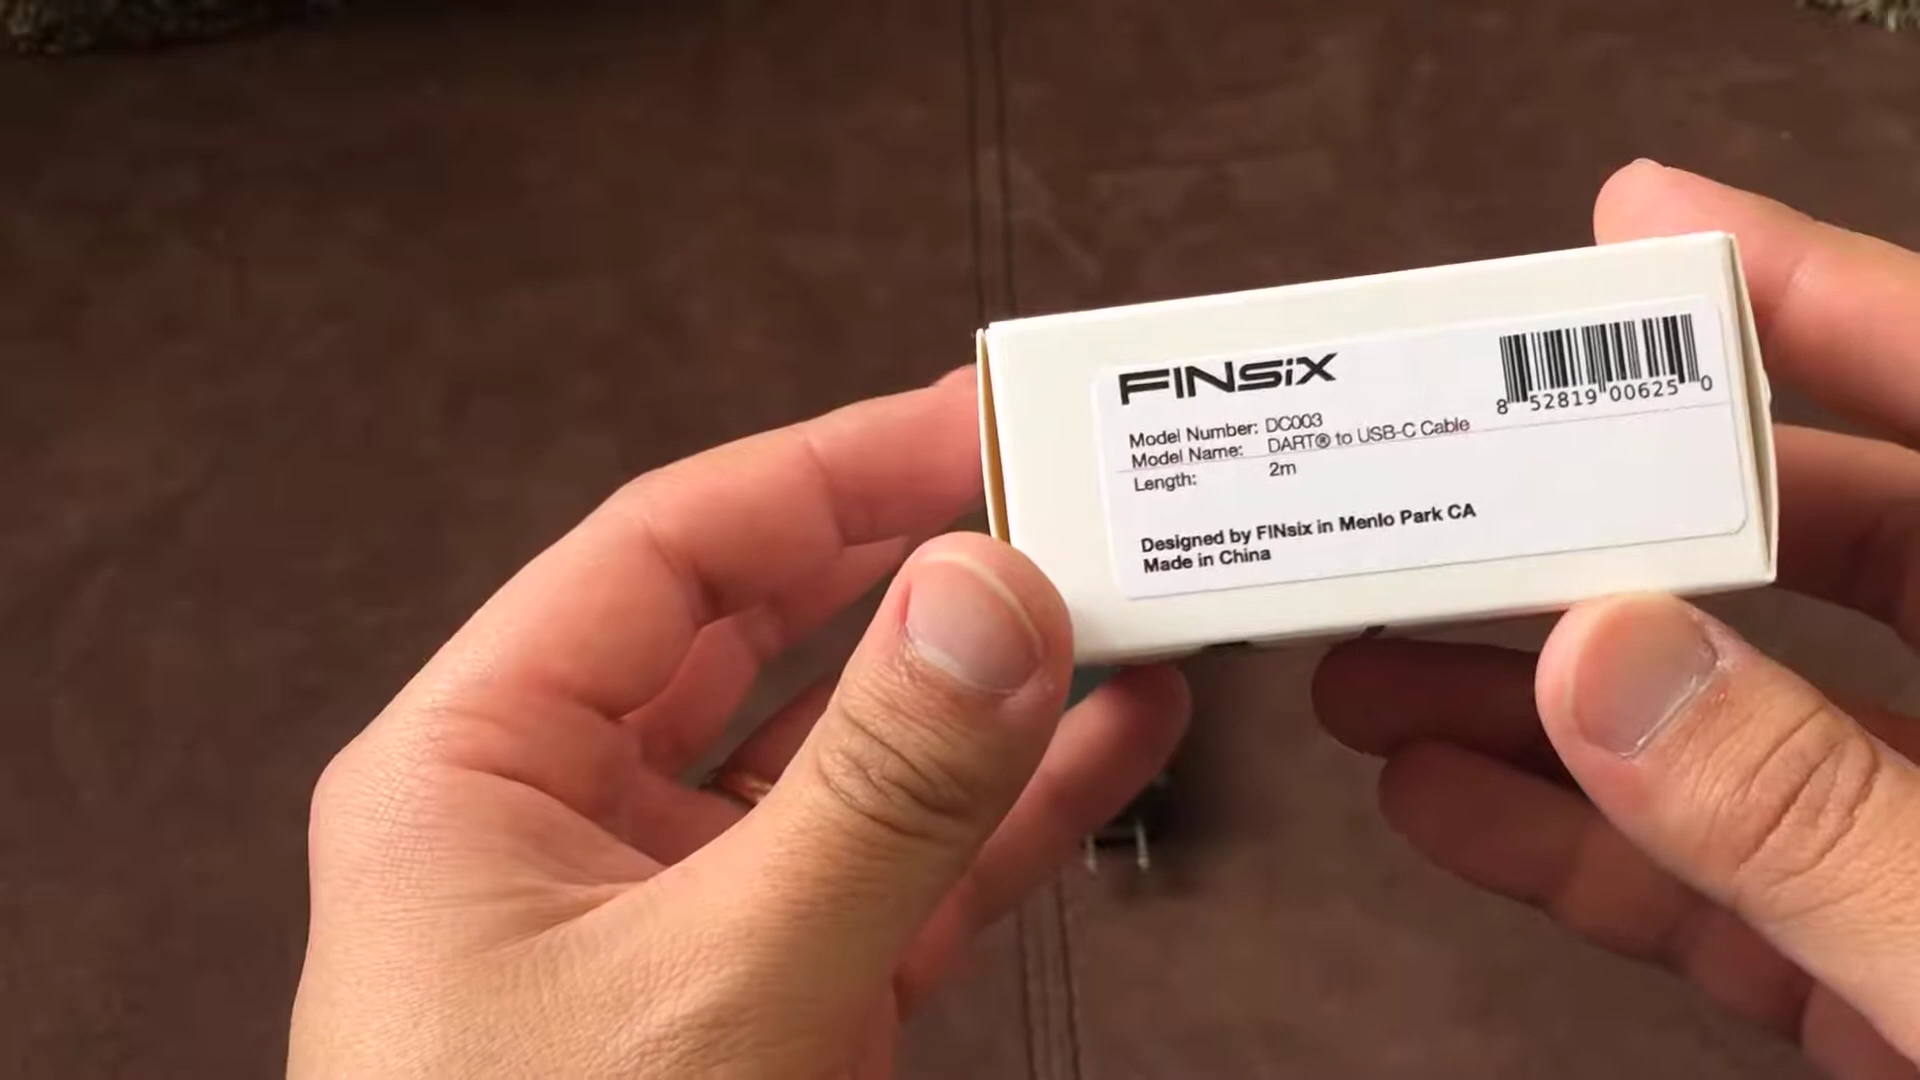 FINSiX
8 52819 00625 0
Model Number: DC003
Model Name: DART® to USB-C Cable
Length: 2m
Designed by FINsix in Menlo Park CA
Made in China